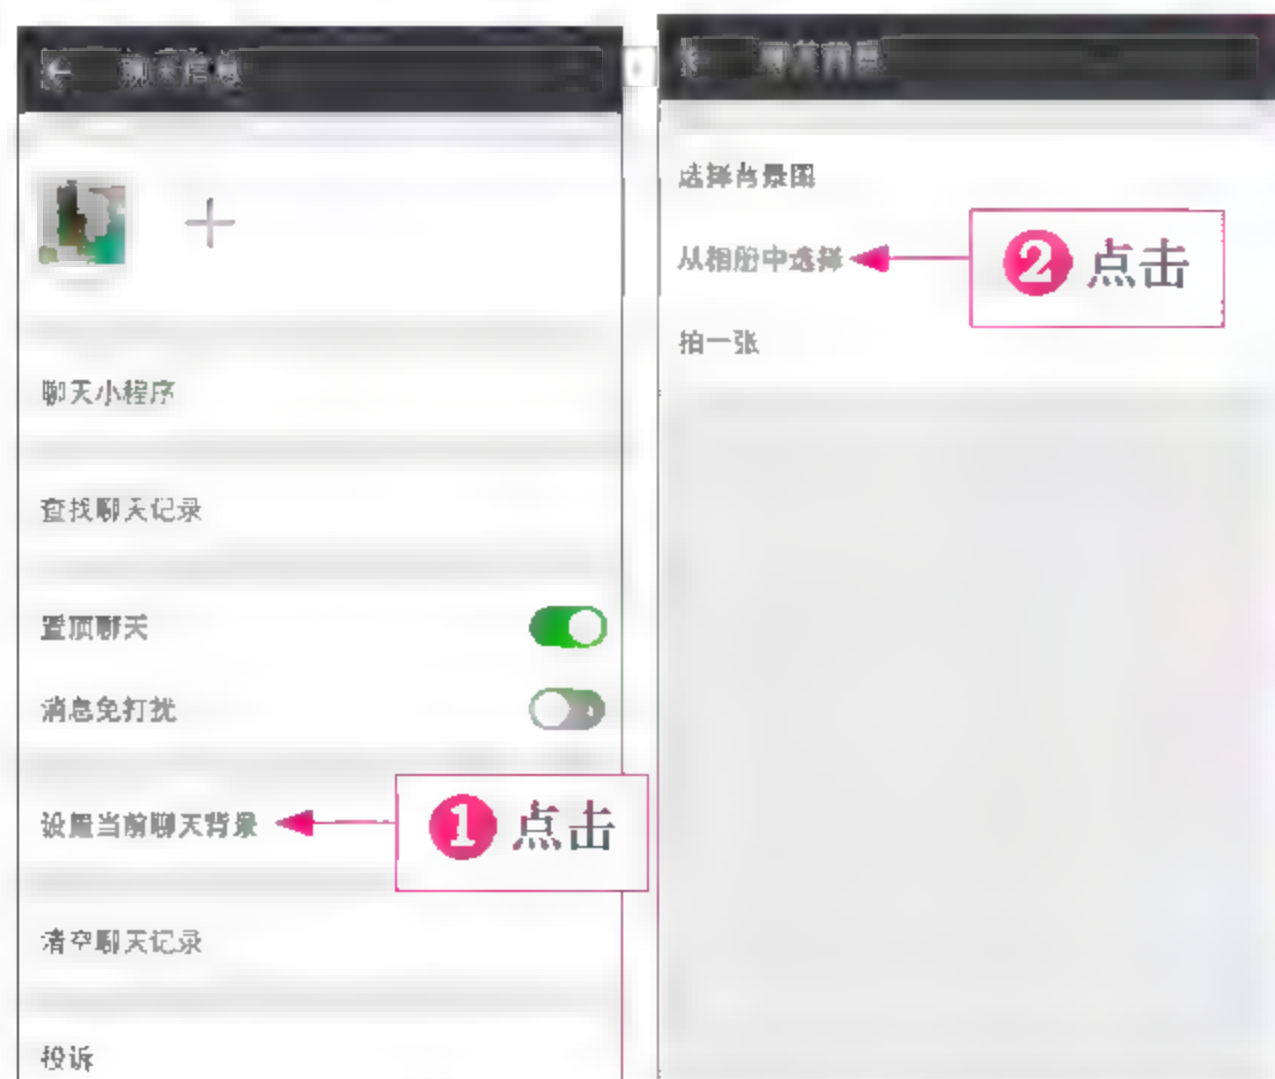 聊天信息
聊天小程序
查找聊天记录
置顶聊天
消息免打扰
设置当前聊天背景
1 点击
清空聊天记录
投诉
聊天背景
选择背景图
从相册中选择
2 点击
拍一张